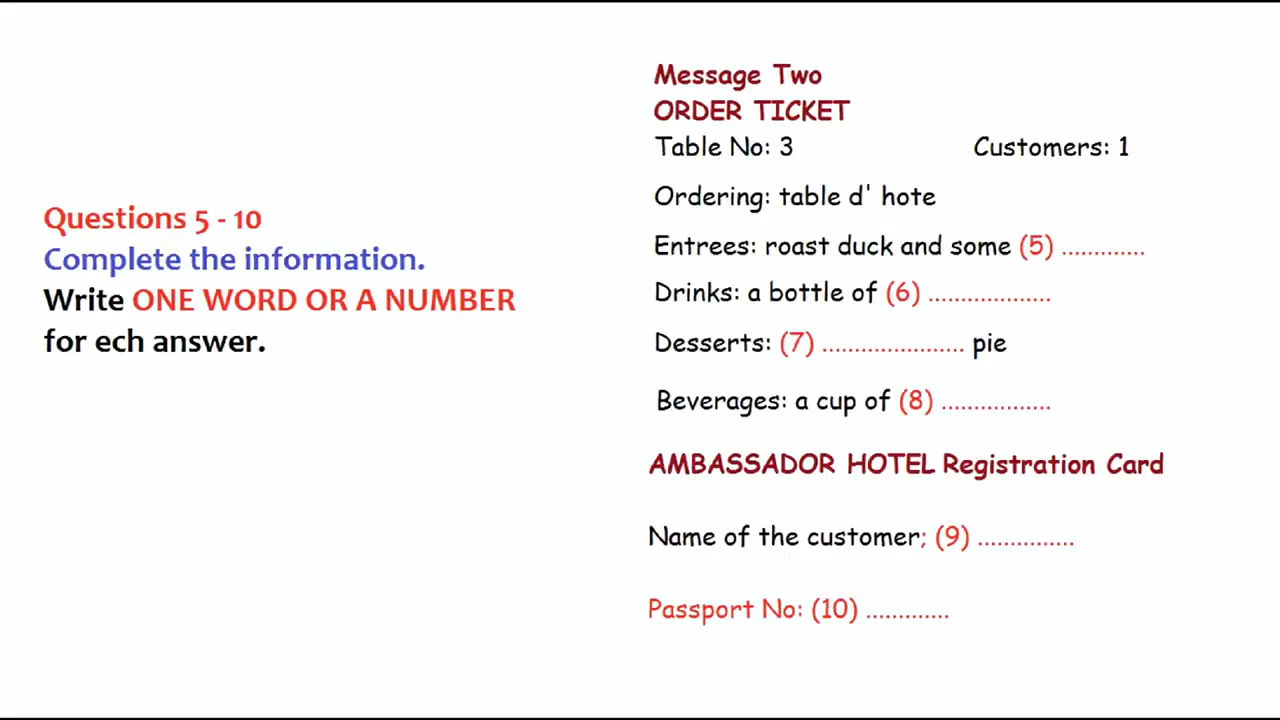 Questions 5 - 10
Complete the information.
Write ONE WORD OR A NUMBER
for ech answer.
Message Two
ORDER TICKET
Table No: 3 Customers: 1
Ordering: table d' hote
Entrees: roast duck and some (5) .............
Drinks: a bottle of (6) ...................
Desserts: (7) ...................... pie
Beverages: a cup of (8) .................
AMBASSADOR HOTEL Registration Card
Name of the customer; (9) ...............
Passport No: (10) .............